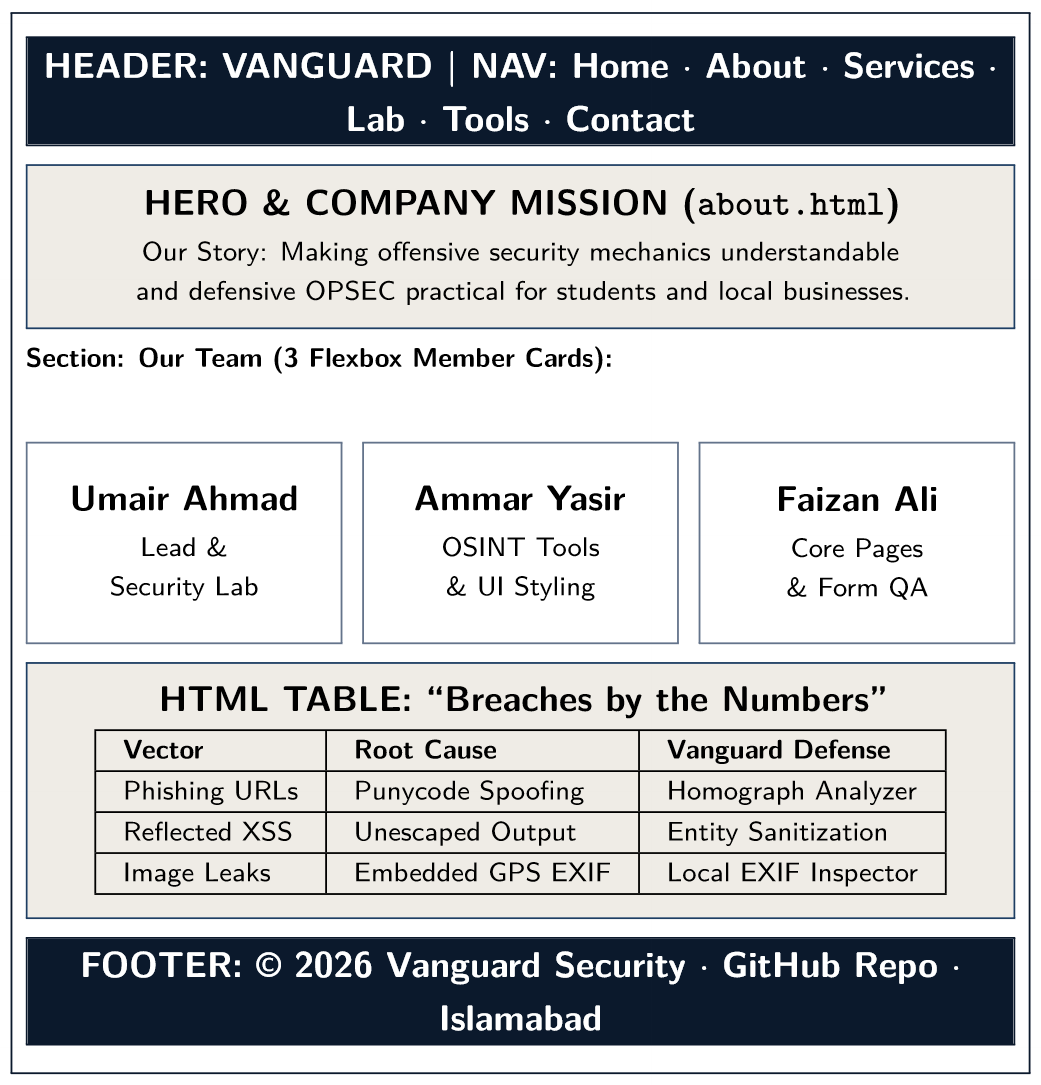 HEADER: VANGUARD | NAV: Home · About · Services ·
Lab · Tools · Contact
HERO & COMPANY MISSION (about.html)
Our Story: Making offensive security mechanics understandable
and defensive OPSEC practical for students and local businesses.
Section: Our Team (3 Flexbox Member Cards):
Umair Ahmad
Lead &
Security Lab
Ammar Yasir
OSINT Tools
& UI Styling
Faizan Ali
Core Pages
& Form QA
HTML TABLE: “Breaches by the Numbers”
Vector Root Cause Vanguard Defense
Phishing URLs Punycode Spoofing Homograph Analyzer
Reflected XSS Unescaped Output Entity Sanitization
Image Leaks Embedded GPS EXIF Local EXIF Inspector
FOOTER: © 2026 Vanguard Security · GitHub Repo ·
Islamabad